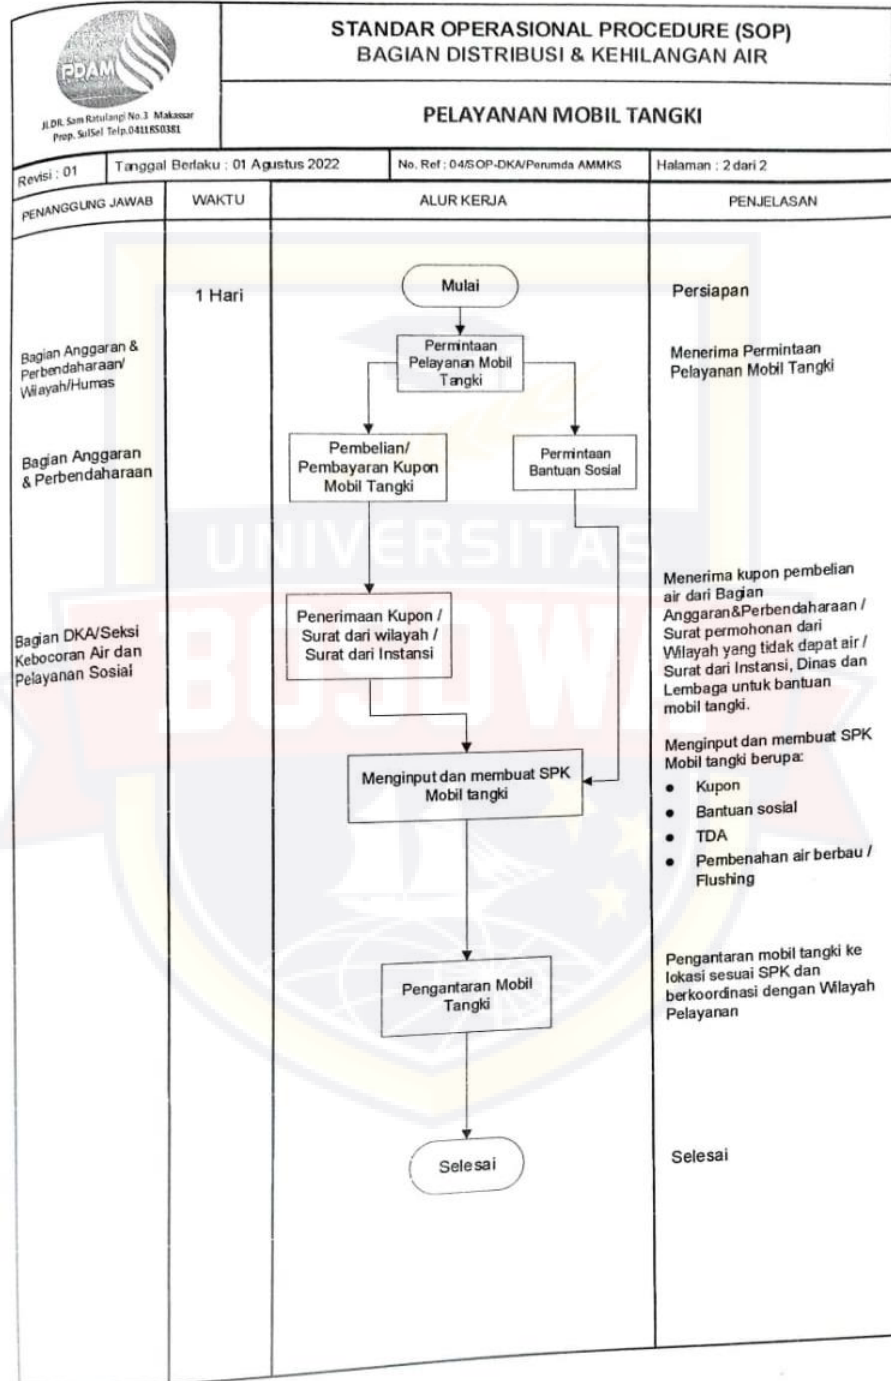 PDAM
Jl.DR. Sam Ratulangi No.3 Makassar
Prop. SulSel Telp.0411850381
STANDAR OPERASIONAL PROCEDURE (SOP)
BAGIAN DISTRIBUSI & KEHILANGAN AIR
PELAYANAN MOBIL TANGKI
Revisi : 01
Tanggal Berlaku : 01 Agustus 2022
No. Ref : 04/SOP-DKA/Perumda AMMKS
Halaman : 2 dari 2
PENANGGUNG JAWAB
WAKTU
ALUR KERJA
PENJELASAN
1 Hari
Mulai
Persiapan
Bagian Anggaran &
Perbendaharaan/
Wilayah/Humas
Permintaan
Pelayanan Mobil
Tangki
Menerima Permintaan
Pelayanan Mobil Tangki
Bagian Anggaran
& Perbendaharaan
Pembelian/
Pembayaran Kupon
Mobil Tangki
Permintaan
Bantuan Sosial
UNIVERSITAS
BOSOWA
Bagian DKA/Seksi
Kebocoran Air dan
Pelayanan Sosial
Penerimaan Kupon /
Surat dari wilayah /
Surat dari Instansi
Menerima kupon pembelian
air dari Bagian
Anggaran&Perbendaharaan /
Surat permohonan dari
Wilayah yang tidak dapat air /
Surat dari Instansi, Dinas dan
Lembaga untuk bantuan
mobil tangki.
Menginput dan membuat SPK
Mobil tangki
Menginput dan membuat SPK
Mobil tangki berupa:
● Kupon
● Bantuan sosial
● TDA
● Pembenahan air berbau /
Flushing
Pengantaran Mobil
Tangki
Pengantaran mobil tangki ke
lokasi sesuai SPK dan
berkoordinasi dengan Wilayah
Pelayanan
Selesai
Selesai